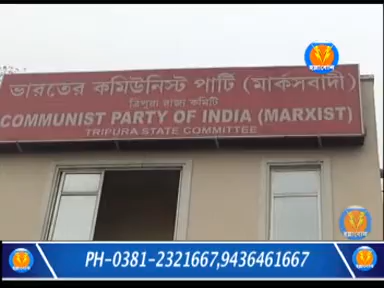 ভারতের কমিউনিস্ট পার্টি (মার্কসবাদী)
ত্রিপুরা রাজ্য কমিটি
COMMUNIST PARTY OF INDIA (MARXIST)
TRIPURA STATE COMMITTEE
PH-0381-2321667,9436461667